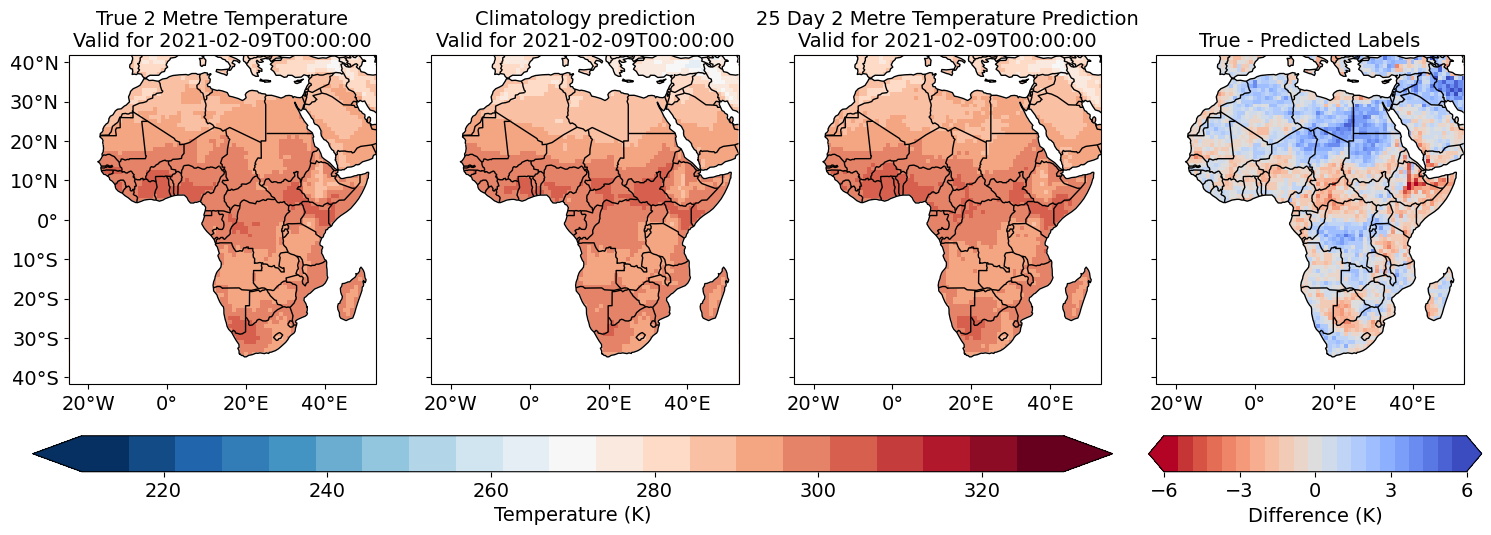 True 2 Metre Temperature
Valid for 2021-02-09T00:00:00
Climatology prediction
Valid for 2021-02-09T00:00:00
25 Day 2 Metre Temperature Prediction
Valid for 2021-02-09T00:00:00
True - Predicted Labels
40°N
30°N
20°N
10°N
0°
10°S
20°S
30°S
40°S
20°W 0° 20°E 40°E
20°W 0° 20°E 40°E
20°W 0° 20°E 40°E
20°W 0° 20°E 40°E
220 240 260 280 300 320
Temperature (K)
−6 −3 0 3 6
Difference (K)